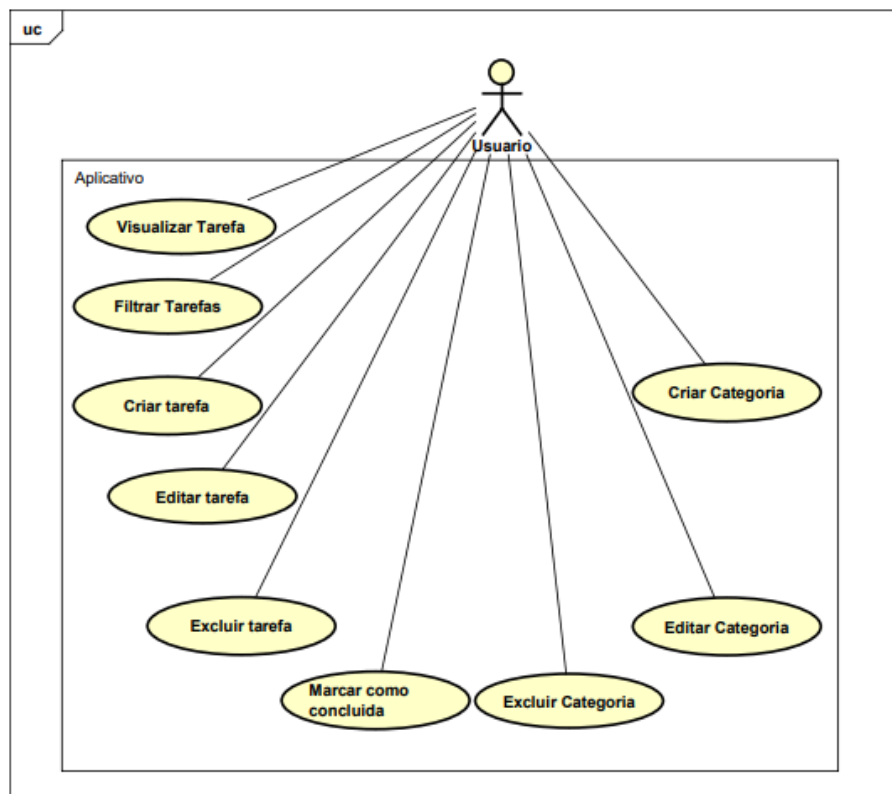 uc
Usuario
Aplicativo
Visualizar Tarefa
Filtrar Tarefas
Criar tarefa
Criar Categoria
Editar tarefa
Excluir tarefa
Editar Categoria
Marcar como
concluida
Excluir Categoria